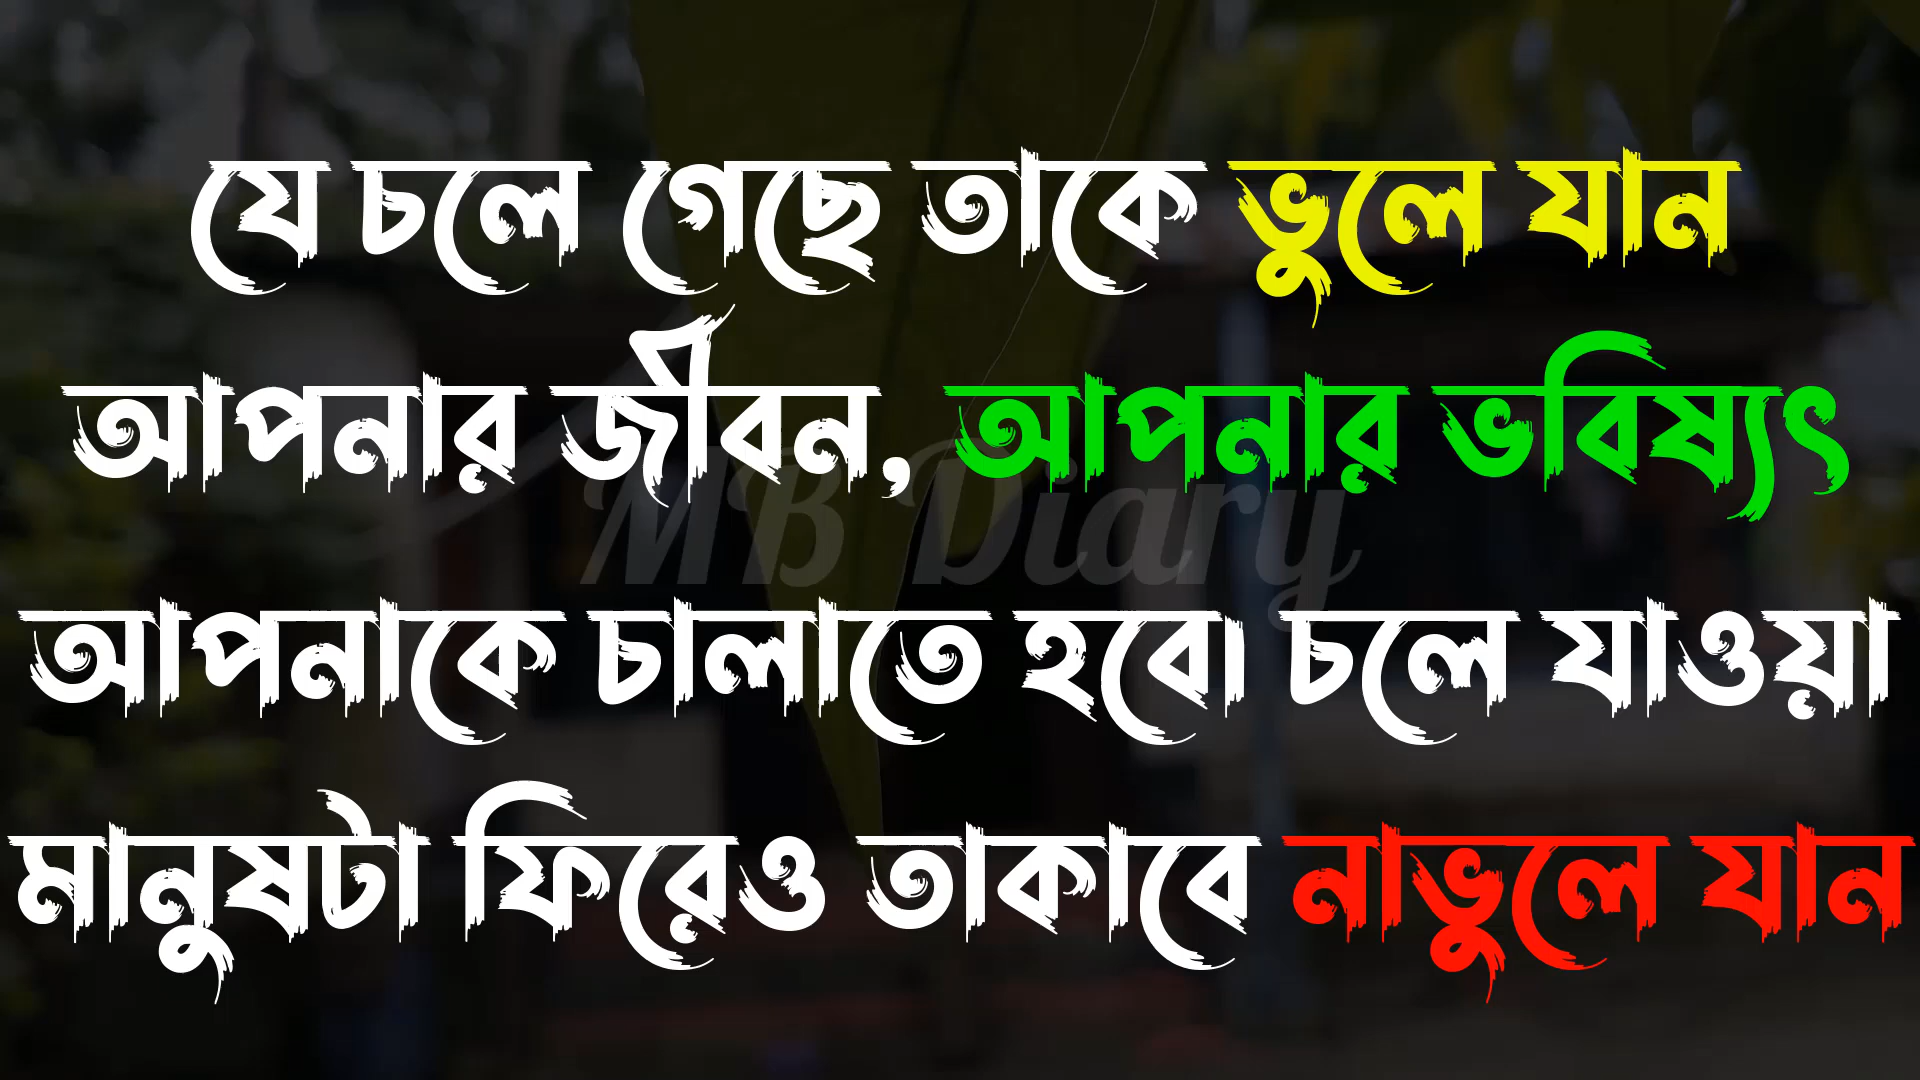 যে চলে গেছে তাকে ভুলে যান
আপনার জীবন, আপনার ভবিষ্যৎ
MB Diary
আপনাকে চালাতে হবে। চলে যাওয়া
মানুষটা ফিরেও তাকাবে নাভুলে যান